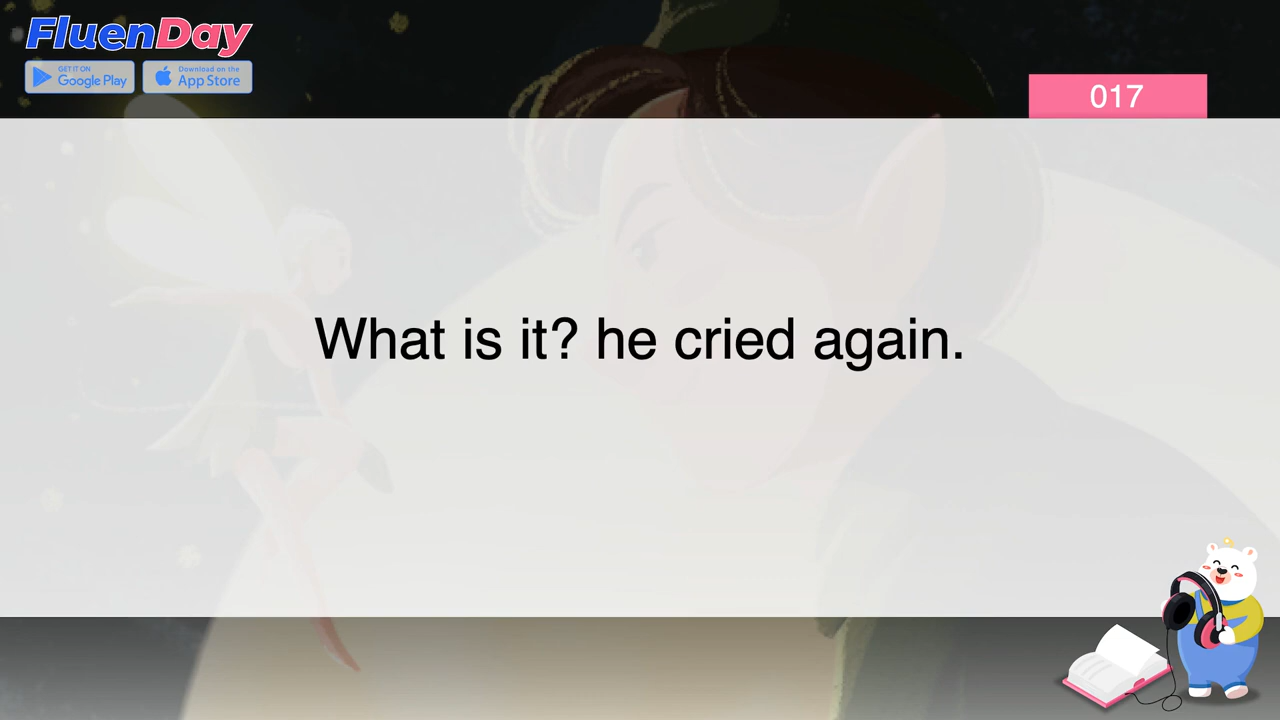 FluenDay
GET IT ON
Google Play
Download on the
App Store
017
What is it? he cried again.